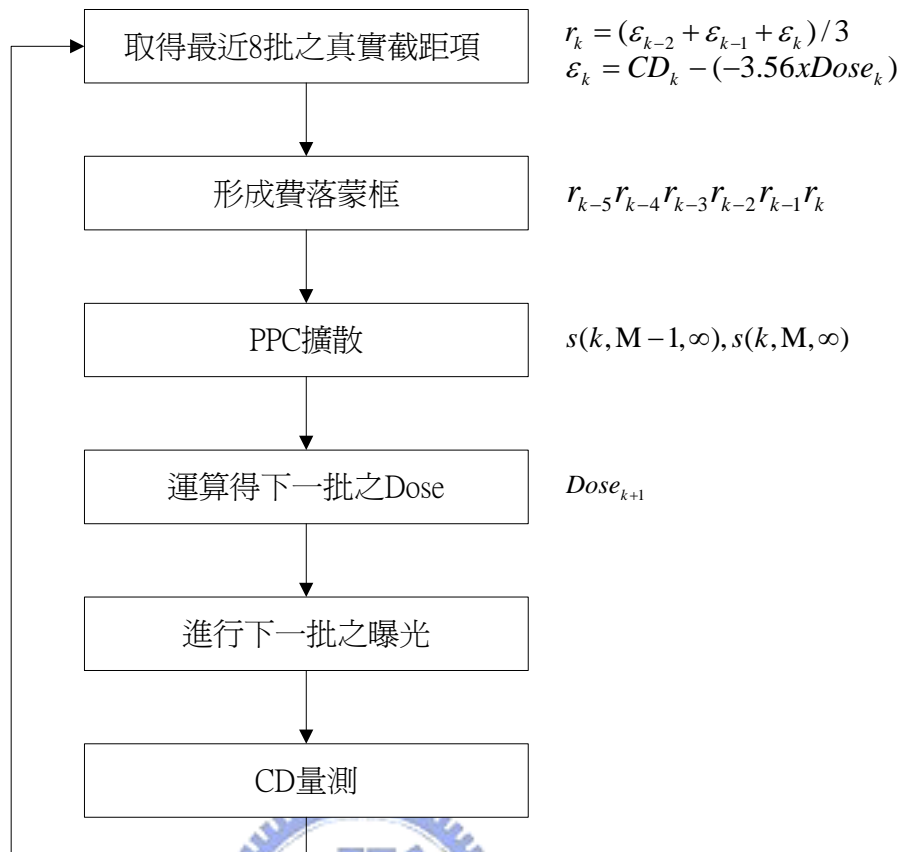 取得最近8批之真實截距項
r_k = (ε_{k-2} + ε_{k-1} + ε_k) / 3
ε_k = CD_k − (−3.56xDose_k)
形成費落蒙框
r_{k-5}r_{k-4}r_{k-3}r_{k-2}r_{k-1}r_k
PPC擴散
s(k, M − 1, ∞), s(k, M, ∞)
運算得下一批之Dose
Dose_{k+1}
進行下一批之曝光
CD量測